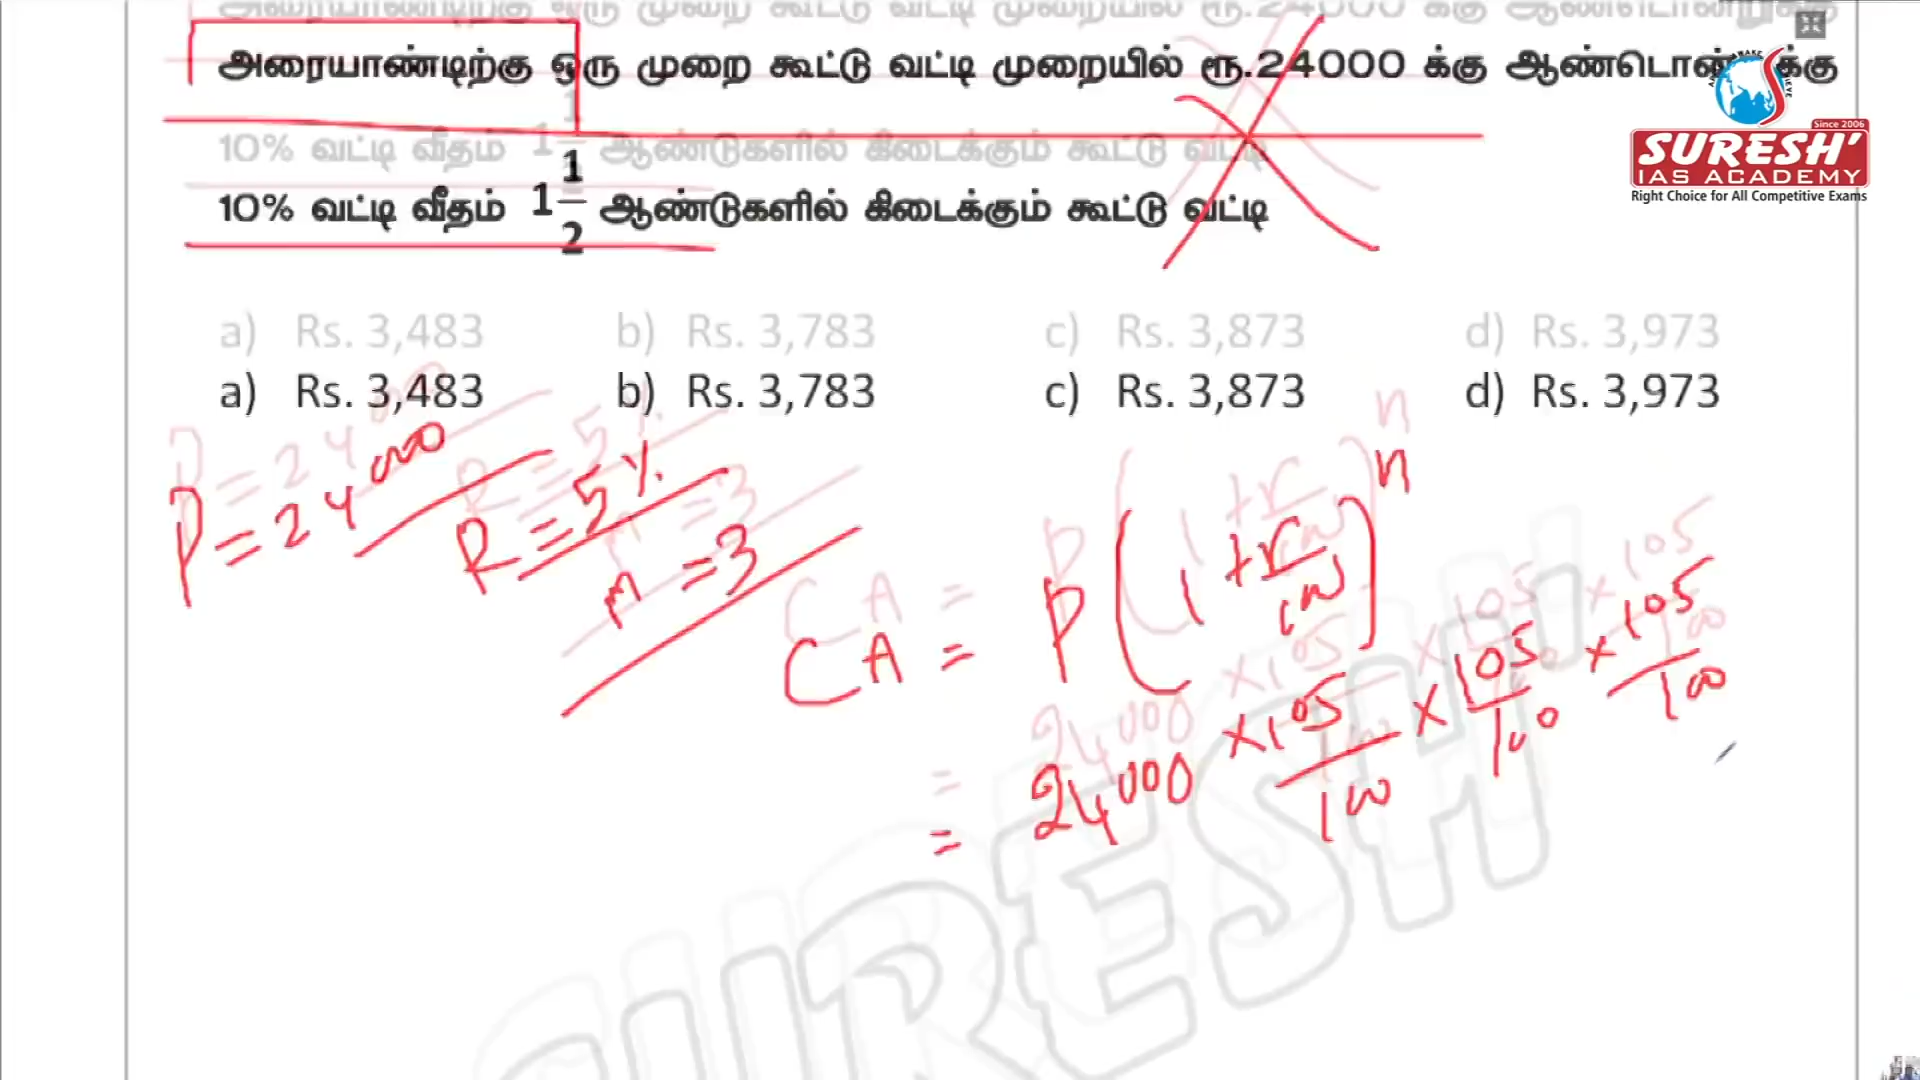 அரையாண்டிற்கு ஒரு முறை கூட்டு வட்டி முறையில் ரூ.24000 க்கு ஆண்டொன்றுக்கு
10% வட்டி வீதம் 1 1/2 ஆண்டுகளில் கிடைக்கும் கூட்டு வட்டி
a) Rs. 3,483 b) Rs. 3,783 c) Rs. 3,873 d) Rs. 3,973
P = 24000 R = 5% n = 3
CA = P(1 + r/100)^n
= 24000 × 105/100 × 105/100 × 105/100
Since 2006
SURESH'
IAS ACADEMY
Right Choice for All Competitive Exams
SURESH'